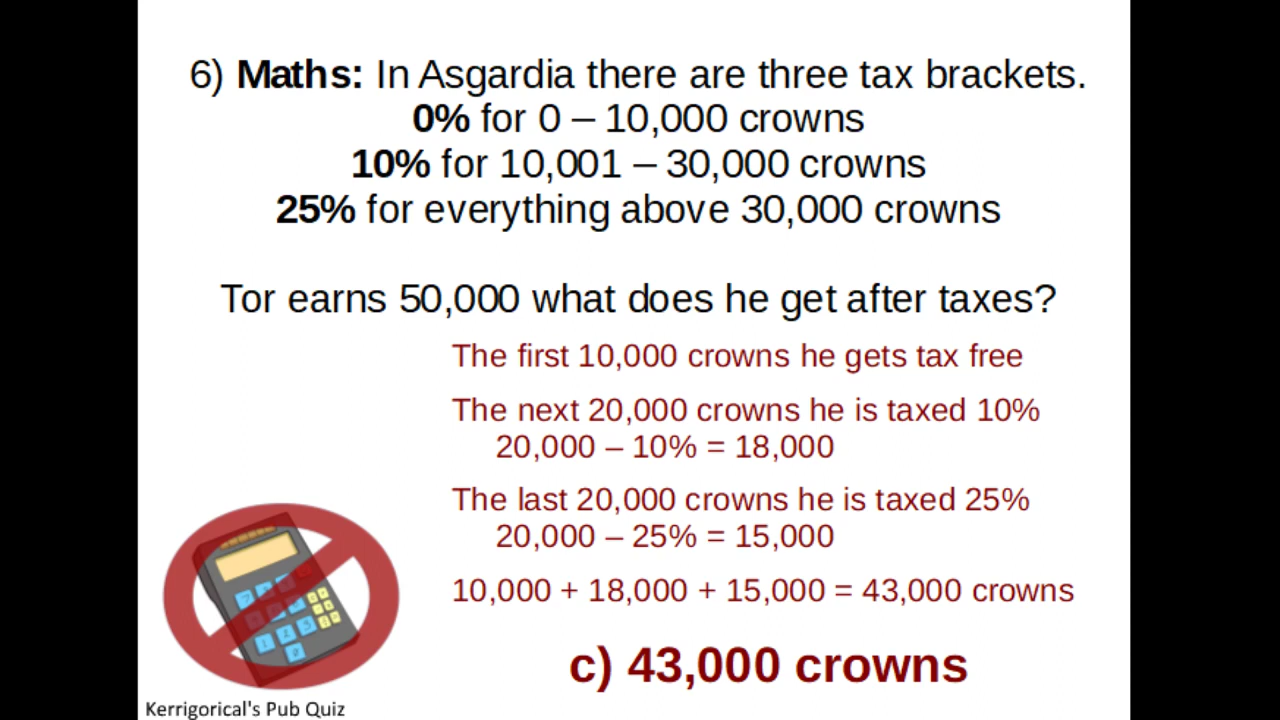 6) Maths: In Asgardia there are three tax brackets.
0% for 0 – 10,000 crowns
10% for 10,001 – 30,000 crowns
25% for everything above 30,000 crowns
Tor earns 50,000 what does he get after taxes?
The first 10,000 crowns he gets tax free
The next 20,000 crowns he is taxed 10%
20,000 – 10% = 18,000
The last 20,000 crowns he is taxed 25%
20,000 – 25% = 15,000
10,000 + 18,000 + 15,000 = 43,000 crowns
c) 43,000 crowns
Kerrigorical's Pub Quiz